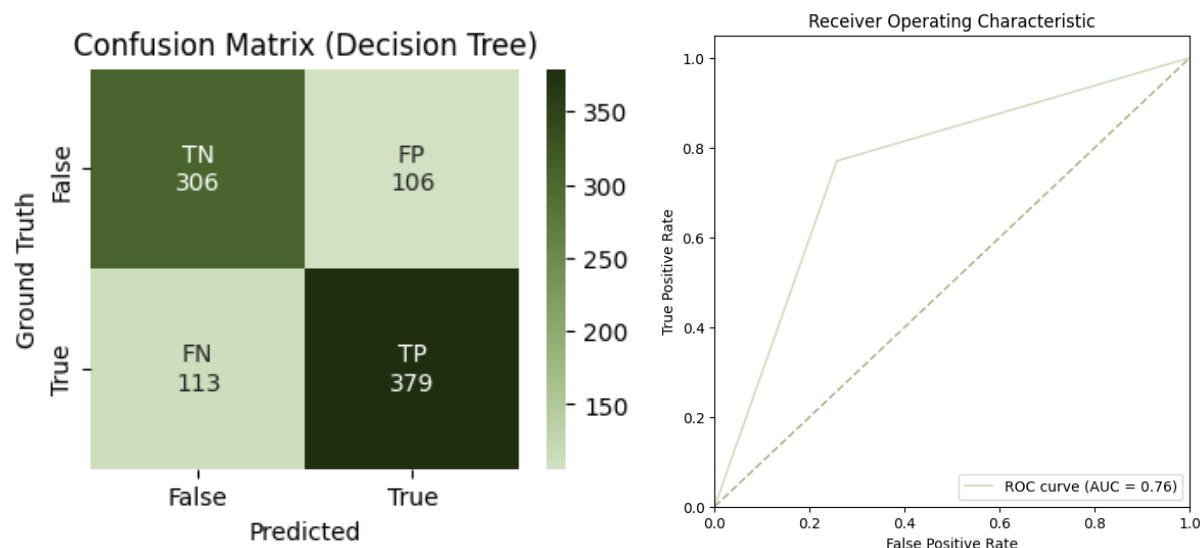 Confusion Matrix (Decision Tree)
Ground Truth
False
True
TN
306
FP
106
FN
113
TP
379
False
True
Predicted
350
300
250
200
150
Receiver Operating Characteristic
True Positive Rate
1.0
0.8
0.6
0.4
0.2
0.0
0.0
0.2
0.4
0.6
0.8
1.0
False Positive Rate
ROC curve (AUC = 0.76)